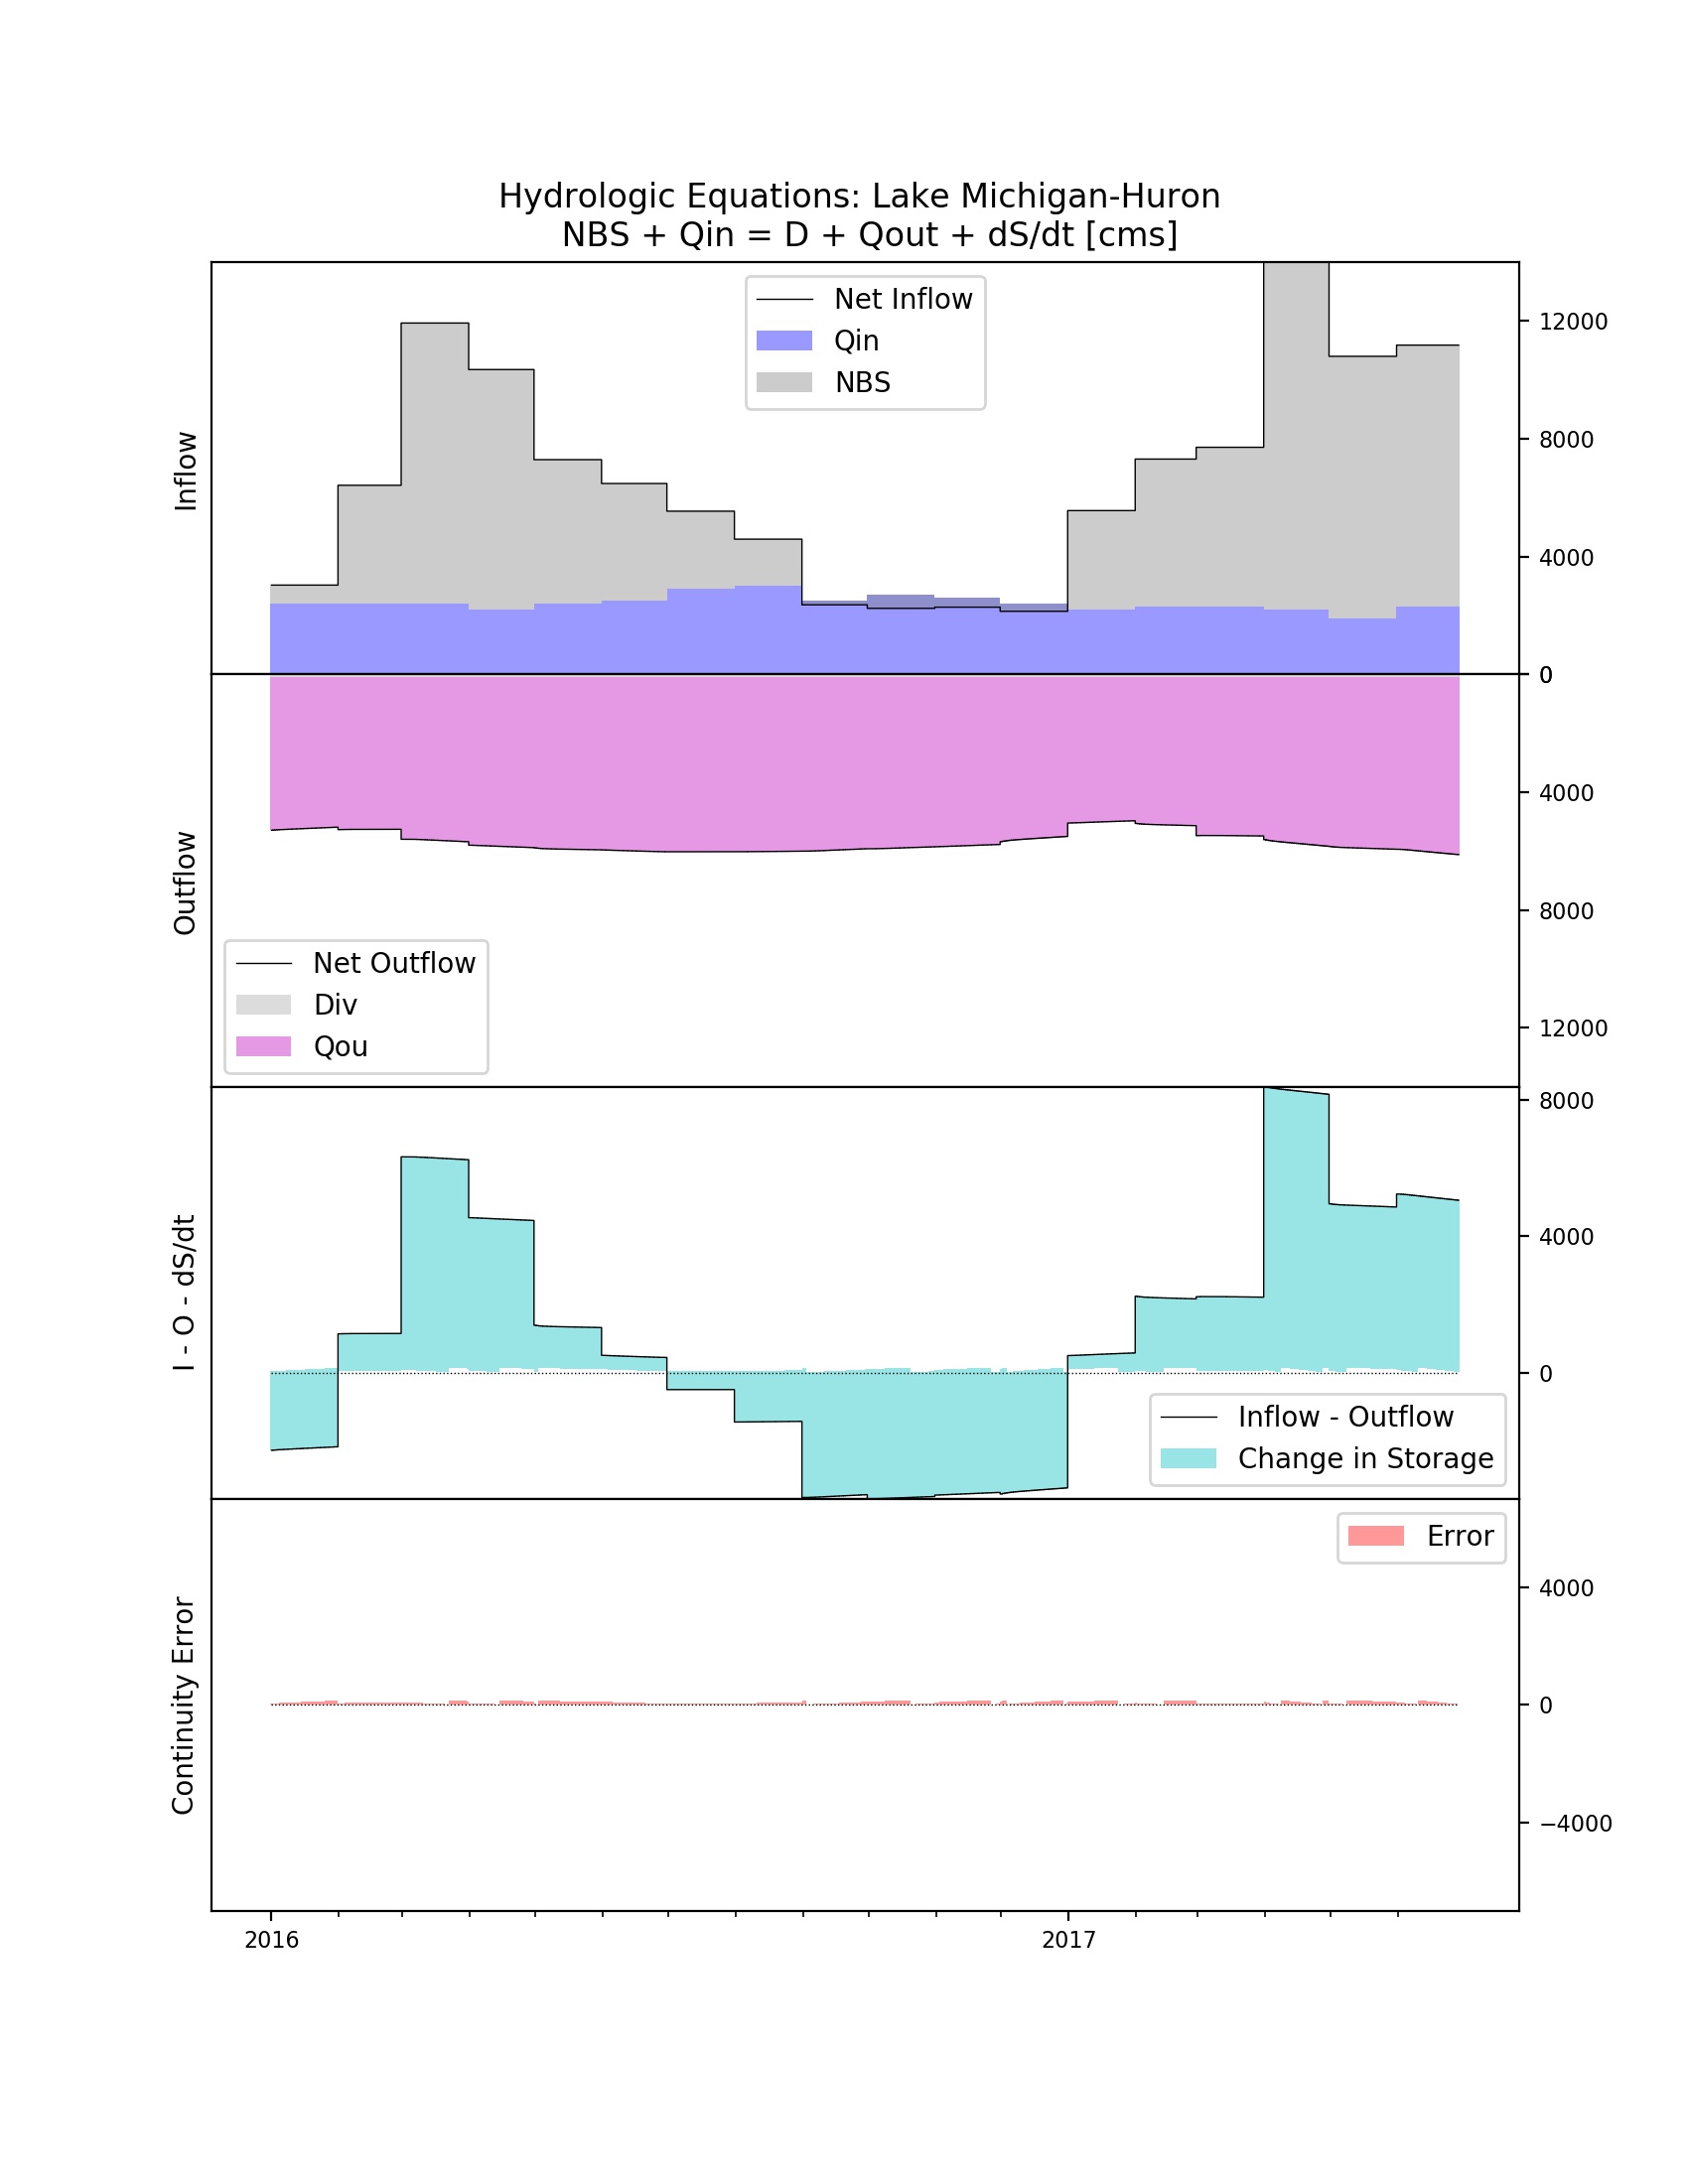 Hydrologic Equations: Lake Michigan-Huron
NBS + Qin = D + Qout + dS/dt [cms]
Inflow
Net Inflow
Qin
NBS
12000
8000
4000
0
Outflow
4000
8000
12000
Net Outflow
Div
Qou
I - O - dS/dt
8000
4000
0
Inflow - Outflow
Change in Storage
Continuity Error
Error
4000
0
−4000
2016
2017